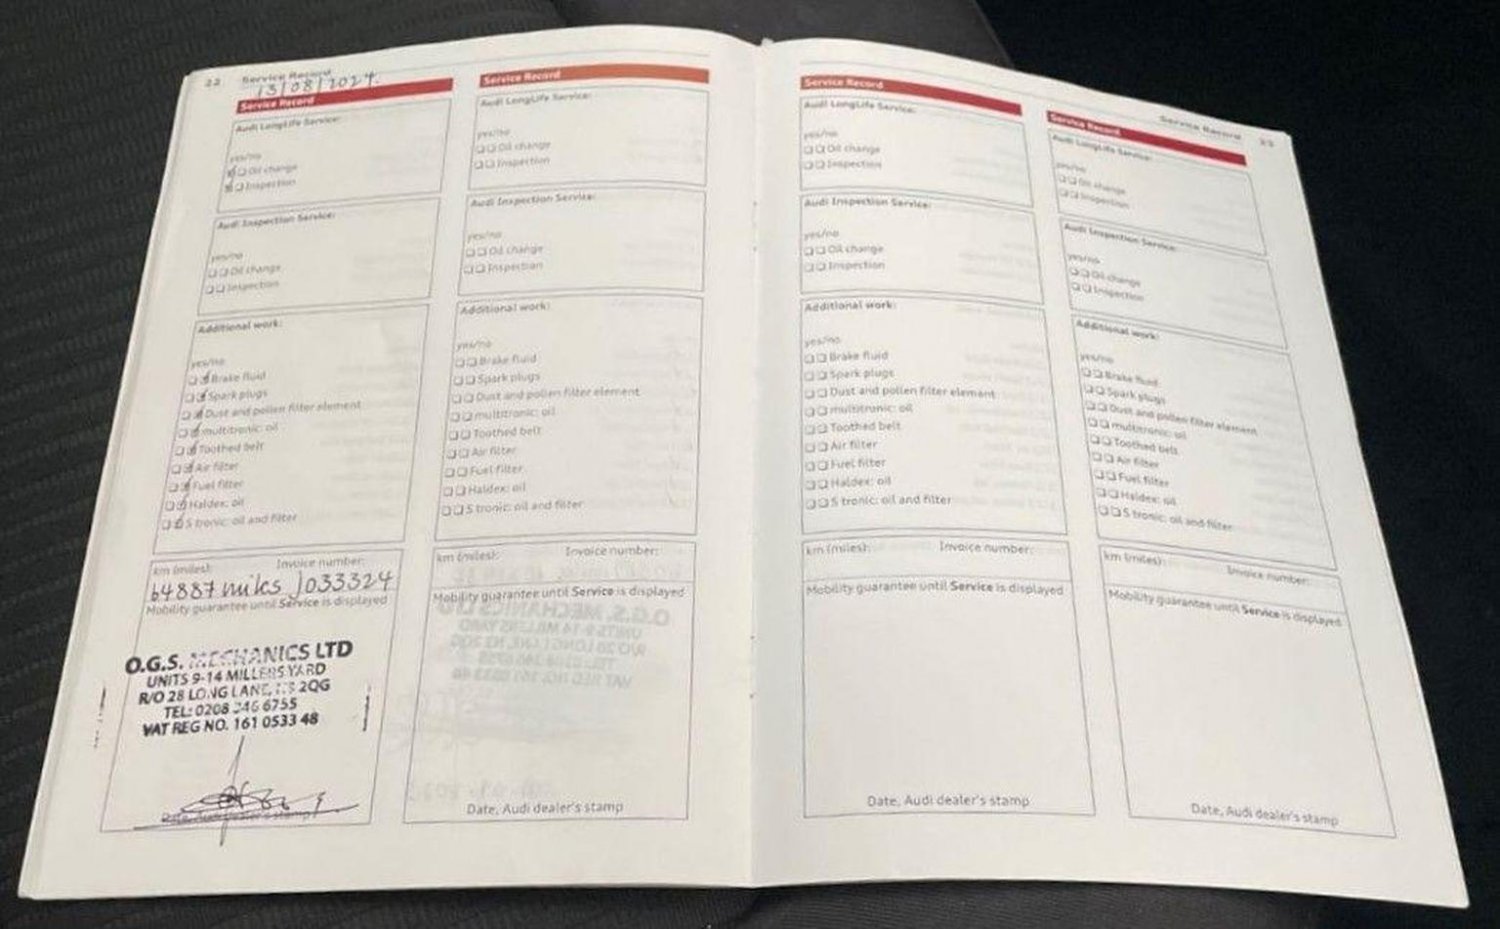 22 Service Record
13/08/2024
Service Record
Audi LongLife Service:
yes/no
Oil change
Inspection
Audi Inspection Service:
yes/no
Oil change
Inspection
Additional work:
yes/no
Brake fluid
Spark plugs
Dust and pollen filter element
multitronic: oil
Toothed belt
Air filter
Fuel filter
Haldex: oil
S tronic: oil and filter
km (miles): Invoice number:
64887 miles J033324
Mobility guarantee until Service is displayed
O.G.S. MECHANICS LTD
UNITS 9-14 MILLERS YARD
R/O 28 LONG LANE, 2QG
TEL: 0208 346 6755
VAT REG NO. 161 0533 48
Date, Audi dealer's stamp
Service Record
Audi LongLife Service:
yes/no
Oil change
Inspection
Audi Inspection Service:
yes/no
Oil change
Inspection
Additional work:
yes/no
Brake fluid
Spark plugs
Dust and pollen filter element
multitronic: oil
Toothed belt
Air filter
Fuel filter
Haldex: oil
S tronic: oil and filter
km (miles): Invoice number:
Mobility guarantee until Service is displayed
Date, Audi dealer's stamp
Service Record
Audi LongLife Service:
yes/no
Oil change
Inspection
Audi Inspection Service:
yes/no
Oil change
Inspection
Additional work:
yes/no
Brake fluid
Spark plugs
Dust and pollen filter element
multitronic: oil
Toothed belt
Air filter
Fuel filter
Haldex: oil
S tronic: oil and filter
km (miles): Invoice number:
Mobility guarantee until Service is displayed
Date, Audi dealer's stamp
Service Record 23
Service Record
Audi LongLife Service:
yes/no
Oil change
Inspection
Audi Inspection Service:
yes/no
Oil change
Inspection
Additional work:
yes/no
Brake fluid
Spark plugs
Dust and pollen filter element
multitronic: oil
Toothed belt
Air filter
Fuel filter
Haldex: oil
S tronic: oil and filter
km (miles): Invoice number:
Mobility guarantee until Service is displayed
Date, Audi dealer's stamp